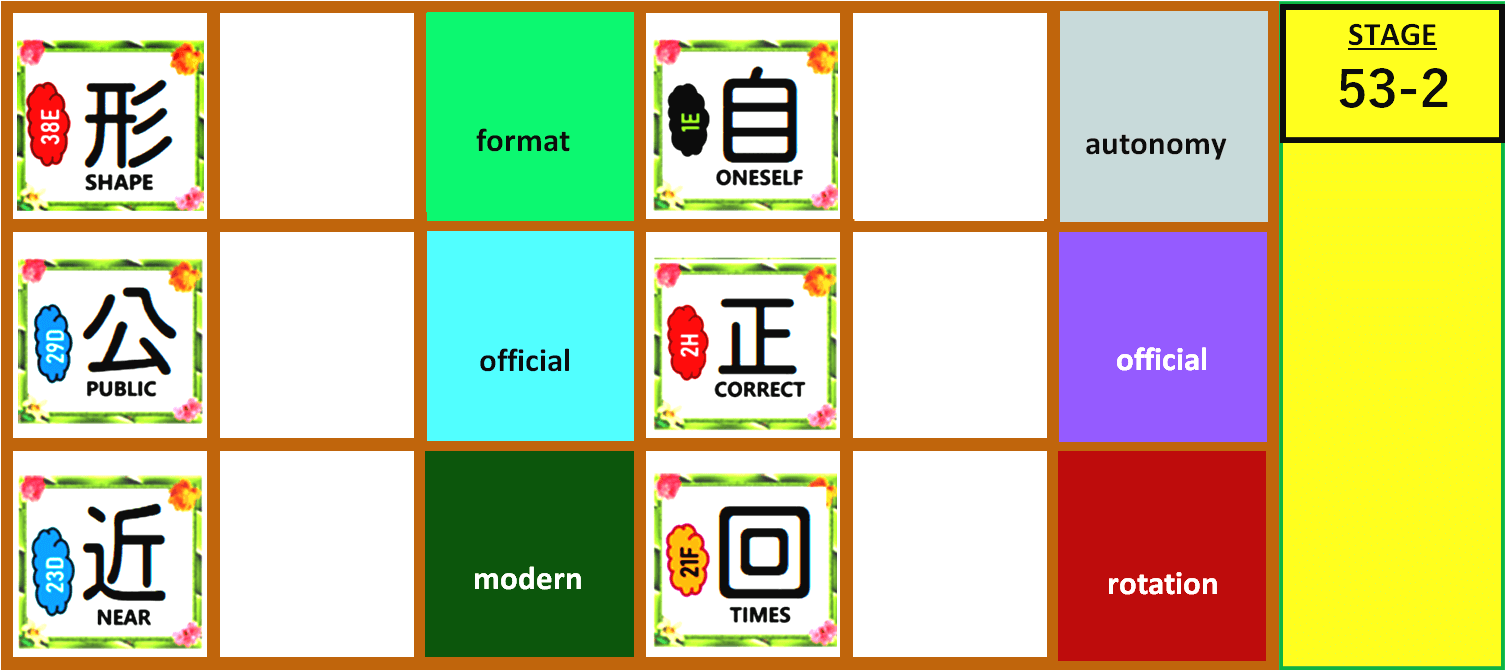 38E
形
SHAPE
format
1E
自
ONESELF
autonomy
STAGE
53-2
29D
公
PUBLIC
official
2H
正
CORRECT
official
23D
近
NEAR
modern
21F
回
TIMES
rotation